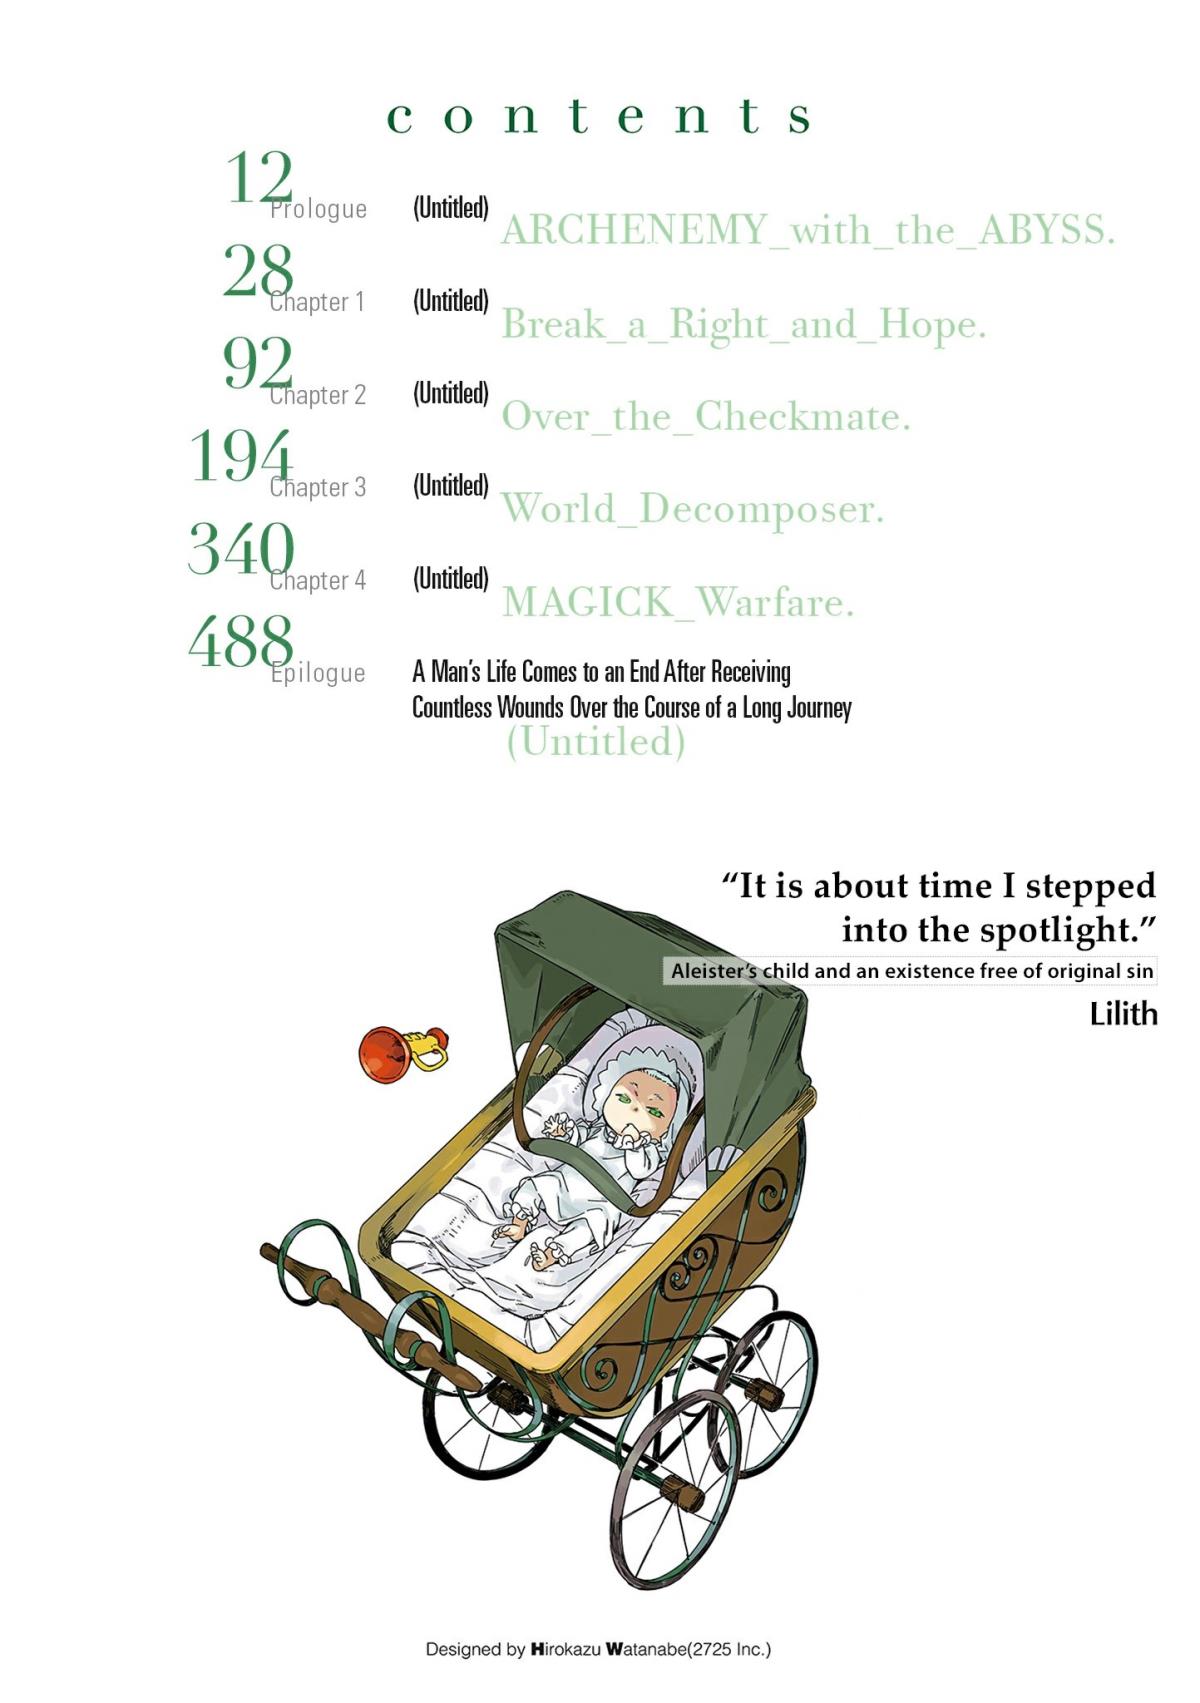 contents
12
Prologue (Untitled)
ARCHENEMY_with_the_ABYSS.
28
Chapter 1 (Untitled)
Break_a_Right_and_Hope.
92
Chapter 2 (Untitled)
Over_the_Checkmate.
194
Chapter 3 (Untitled)
World_Decomposer.
340
Chapter 4 (Untitled)
MAGICK_Warfare.
488
Epilogue A Man's Life Comes to an End After Receiving
Countless Wounds Over the Course of a Long Journey
(Untitled)
“It is about time I stepped
into the spotlight.”
Aleister's child and an existence free of original sin
Lilith
Designed by Hirokazu Watanabe(2725 Inc.)